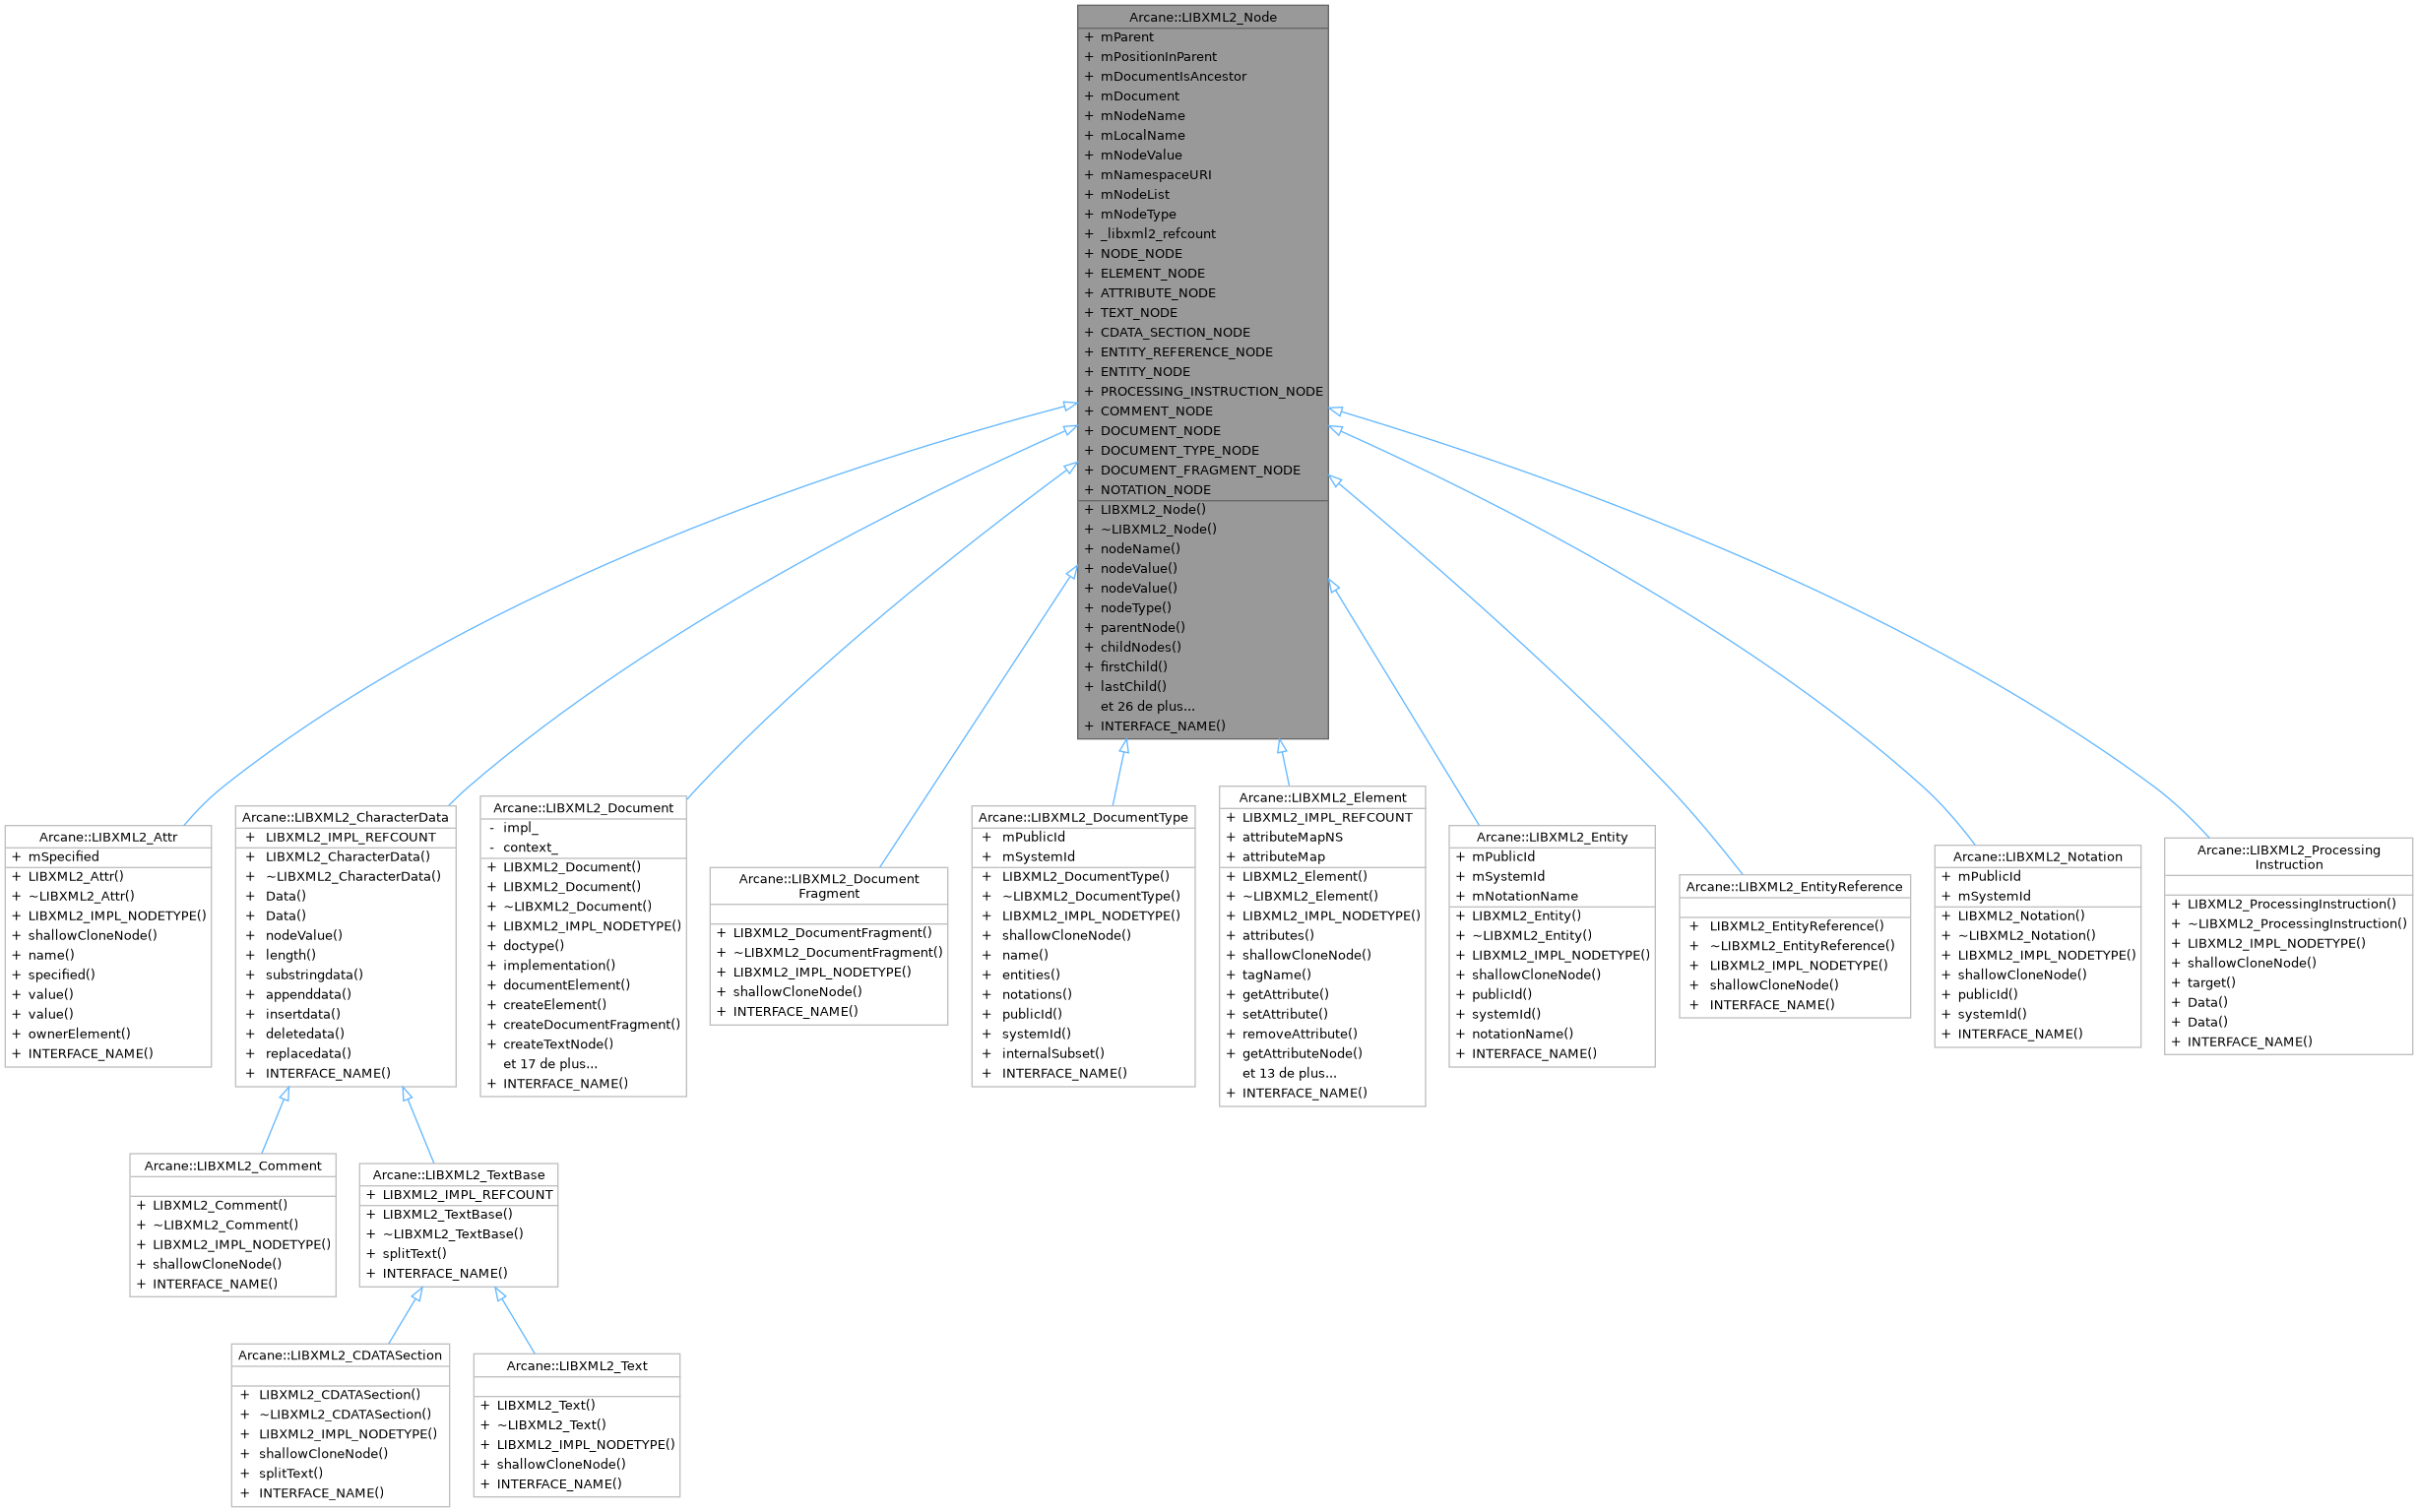 Arcane::LIBXML2_Node
+ mParent
+ mPositionInParent
+ mDocumentIsAncestor
+ mDocument
+ mNodeName
+ mLocalName
+ mNodeValue
+ mNamespaceURI
+ mNodeList
+ mNodeType
+ _libxml2_refcount
+ NODE_NODE
+ ELEMENT_NODE
+ ATTRIBUTE_NODE
+ TEXT_NODE
+ CDATA_SECTION_NODE
+ ENTITY_REFERENCE_NODE
+ ENTITY_NODE
+ PROCESSING_INSTRUCTION_NODE
+ COMMENT_NODE
+ DOCUMENT_NODE
+ DOCUMENT_TYPE_NODE
+ DOCUMENT_FRAGMENT_NODE
+ NOTATION_NODE
+ LIBXML2_Node()
+ ~LIBXML2_Node()
+ nodeName()
+ nodeValue()
+ nodeValue()
+ nodeType()
+ parentNode()
+ childNodes()
+ firstChild()
+ lastChild()
et 26 de plus...
+ INTERFACE_NAME()
Arcane::LIBXML2_Attr
+ mSpecified
+ LIBXML2_Attr()
+ ~LIBXML2_Attr()
+ LIBXML2_IMPL_NODETYPE()
+ shallowCloneNode()
+ name()
+ specified()
+ value()
+ value()
+ ownerElement()
+ INTERFACE_NAME()
Arcane::LIBXML2_CharacterData
+ LIBXML2_IMPL_REFCOUNT
+ LIBXML2_CharacterData()
+ ~LIBXML2_CharacterData()
+ Data()
+ Data()
+ nodeValue()
+ length()
+ substringdata()
+ appenddata()
+ insertdata()
+ deletedata()
+ replacedata()
+ INTERFACE_NAME()
Arcane::LIBXML2_Document
- impl_
- context_
+ LIBXML2_Document()
+ LIBXML2_Document()
+ ~LIBXML2_Document()
+ LIBXML2_IMPL_NODETYPE()
+ doctype()
+ implementation()
+ documentElement()
+ createElement()
+ createDocumentFragment()
+ createTextNode()
et 17 de plus...
+ INTERFACE_NAME()
Arcane::LIBXML2_Document
Fragment
+ LIBXML2_DocumentFragment()
+ ~LIBXML2_DocumentFragment()
+ LIBXML2_IMPL_NODETYPE()
+ shallowCloneNode()
+ INTERFACE_NAME()
Arcane::LIBXML2_DocumentType
+ mPublicId
+ mSystemId
+ LIBXML2_DocumentType()
+ ~LIBXML2_DocumentType()
+ LIBXML2_IMPL_NODETYPE()
+ shallowCloneNode()
+ name()
+ entities()
+ notations()
+ publicId()
+ systemId()
+ internalSubset()
+ INTERFACE_NAME()
Arcane::LIBXML2_Element
+ LIBXML2_IMPL_REFCOUNT
+ attributeMapNS
+ attributeMap
+ LIBXML2_Element()
+ ~LIBXML2_Element()
+ LIBXML2_IMPL_NODETYPE()
+ attributes()
+ shallowCloneNode()
+ tagName()
+ getAttribute()
+ setAttribute()
+ removeAttribute()
+ getAttributeNode()
et 13 de plus...
+ INTERFACE_NAME()
Arcane::LIBXML2_Entity
+ mPublicId
+ mSystemId
+ mNotationName
+ LIBXML2_Entity()
+ ~LIBXML2_Entity()
+ LIBXML2_IMPL_NODETYPE()
+ shallowCloneNode()
+ publicId()
+ systemId()
+ notationName()
+ INTERFACE_NAME()
Arcane::LIBXML2_EntityReference
+ LIBXML2_EntityReference()
+ ~LIBXML2_EntityReference()
+ LIBXML2_IMPL_NODETYPE()
+ shallowCloneNode()
+ INTERFACE_NAME()
Arcane::LIBXML2_Notation
+ mPublicId
+ mSystemId
+ LIBXML2_Notation()
+ ~LIBXML2_Notation()
+ LIBXML2_IMPL_NODETYPE()
+ shallowCloneNode()
+ publicId()
+ systemId()
+ INTERFACE_NAME()
Arcane::LIBXML2_Processing
Instruction
+ LIBXML2_ProcessingInstruction()
+ ~LIBXML2_ProcessingInstruction()
+ LIBXML2_IMPL_NODETYPE()
+ shallowCloneNode()
+ target()
+ Data()
+ Data()
+ INTERFACE_NAME()
Arcane::LIBXML2_Comment
+ LIBXML2_Comment()
+ ~LIBXML2_Comment()
+ LIBXML2_IMPL_NODETYPE()
+ shallowCloneNode()
+ INTERFACE_NAME()
Arcane::LIBXML2_TextBase
+ LIBXML2_IMPL_REFCOUNT
+ LIBXML2_TextBase()
+ ~LIBXML2_TextBase()
+ splitText()
+ INTERFACE_NAME()
Arcane::LIBXML2_CDATASection
+ LIBXML2_CDATASection()
+ ~LIBXML2_CDATASection()
+ LIBXML2_IMPL_NODETYPE()
+ shallowCloneNode()
+ splitText()
+ INTERFACE_NAME()
Arcane::LIBXML2_Text
+ LIBXML2_Text()
+ ~LIBXML2_Text()
+ LIBXML2_IMPL_NODETYPE()
+ shallowCloneNode()
+ INTERFACE_NAME()